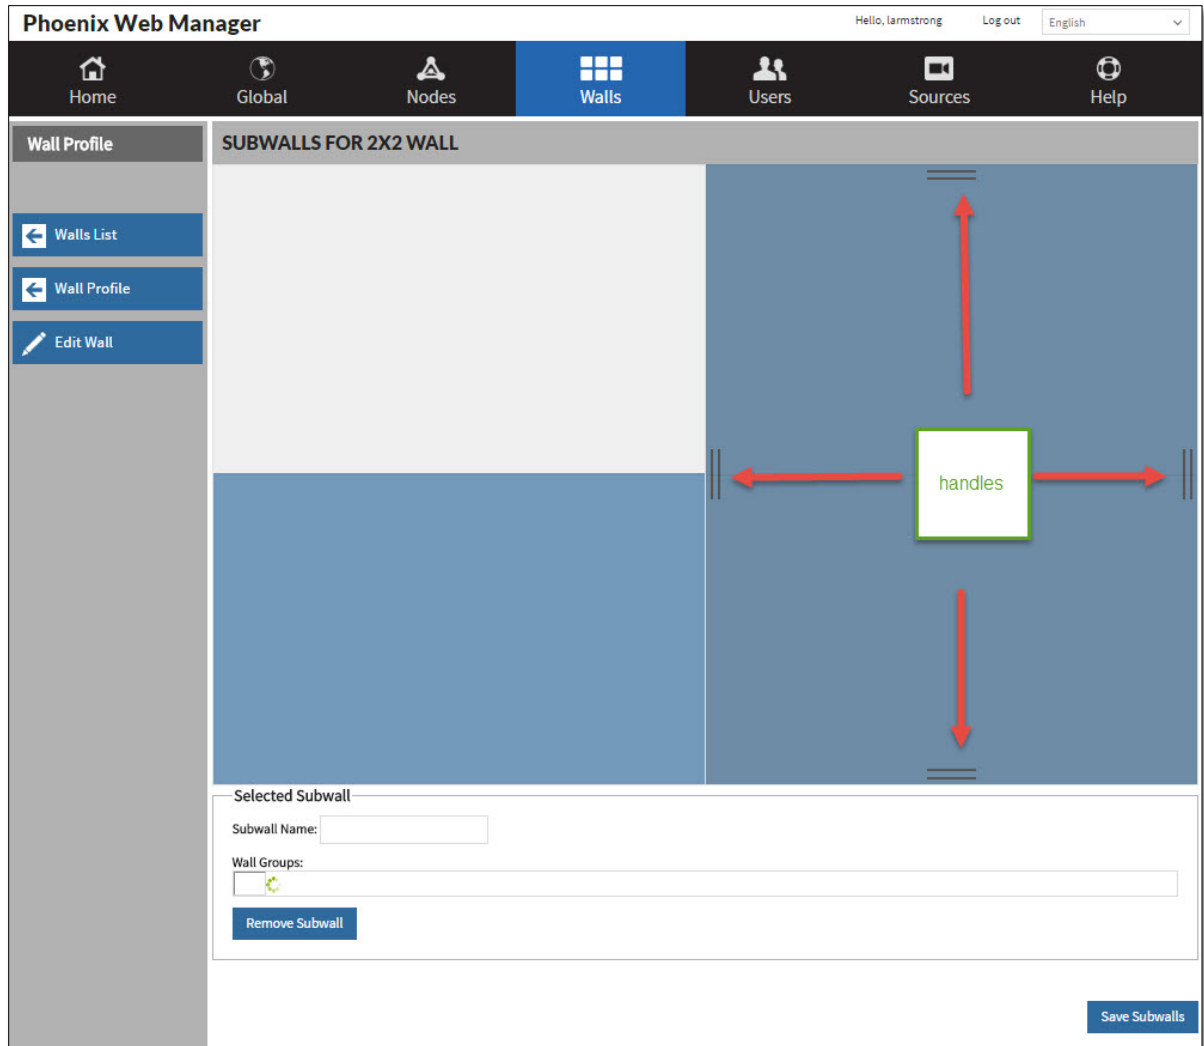 Phoenix Web Manager
Hello, larmstrong
Log out
English
Home
Global
Nodes
Walls
Users
Sources
Help
Wall Profile
SUBWALLS FOR 2X2 WALL
Walls List
Wall Profile
Edit Wall
handles
Selected Subwall
Subwall Name:
Wall Groups:
Remove Subwall
Save Subwalls